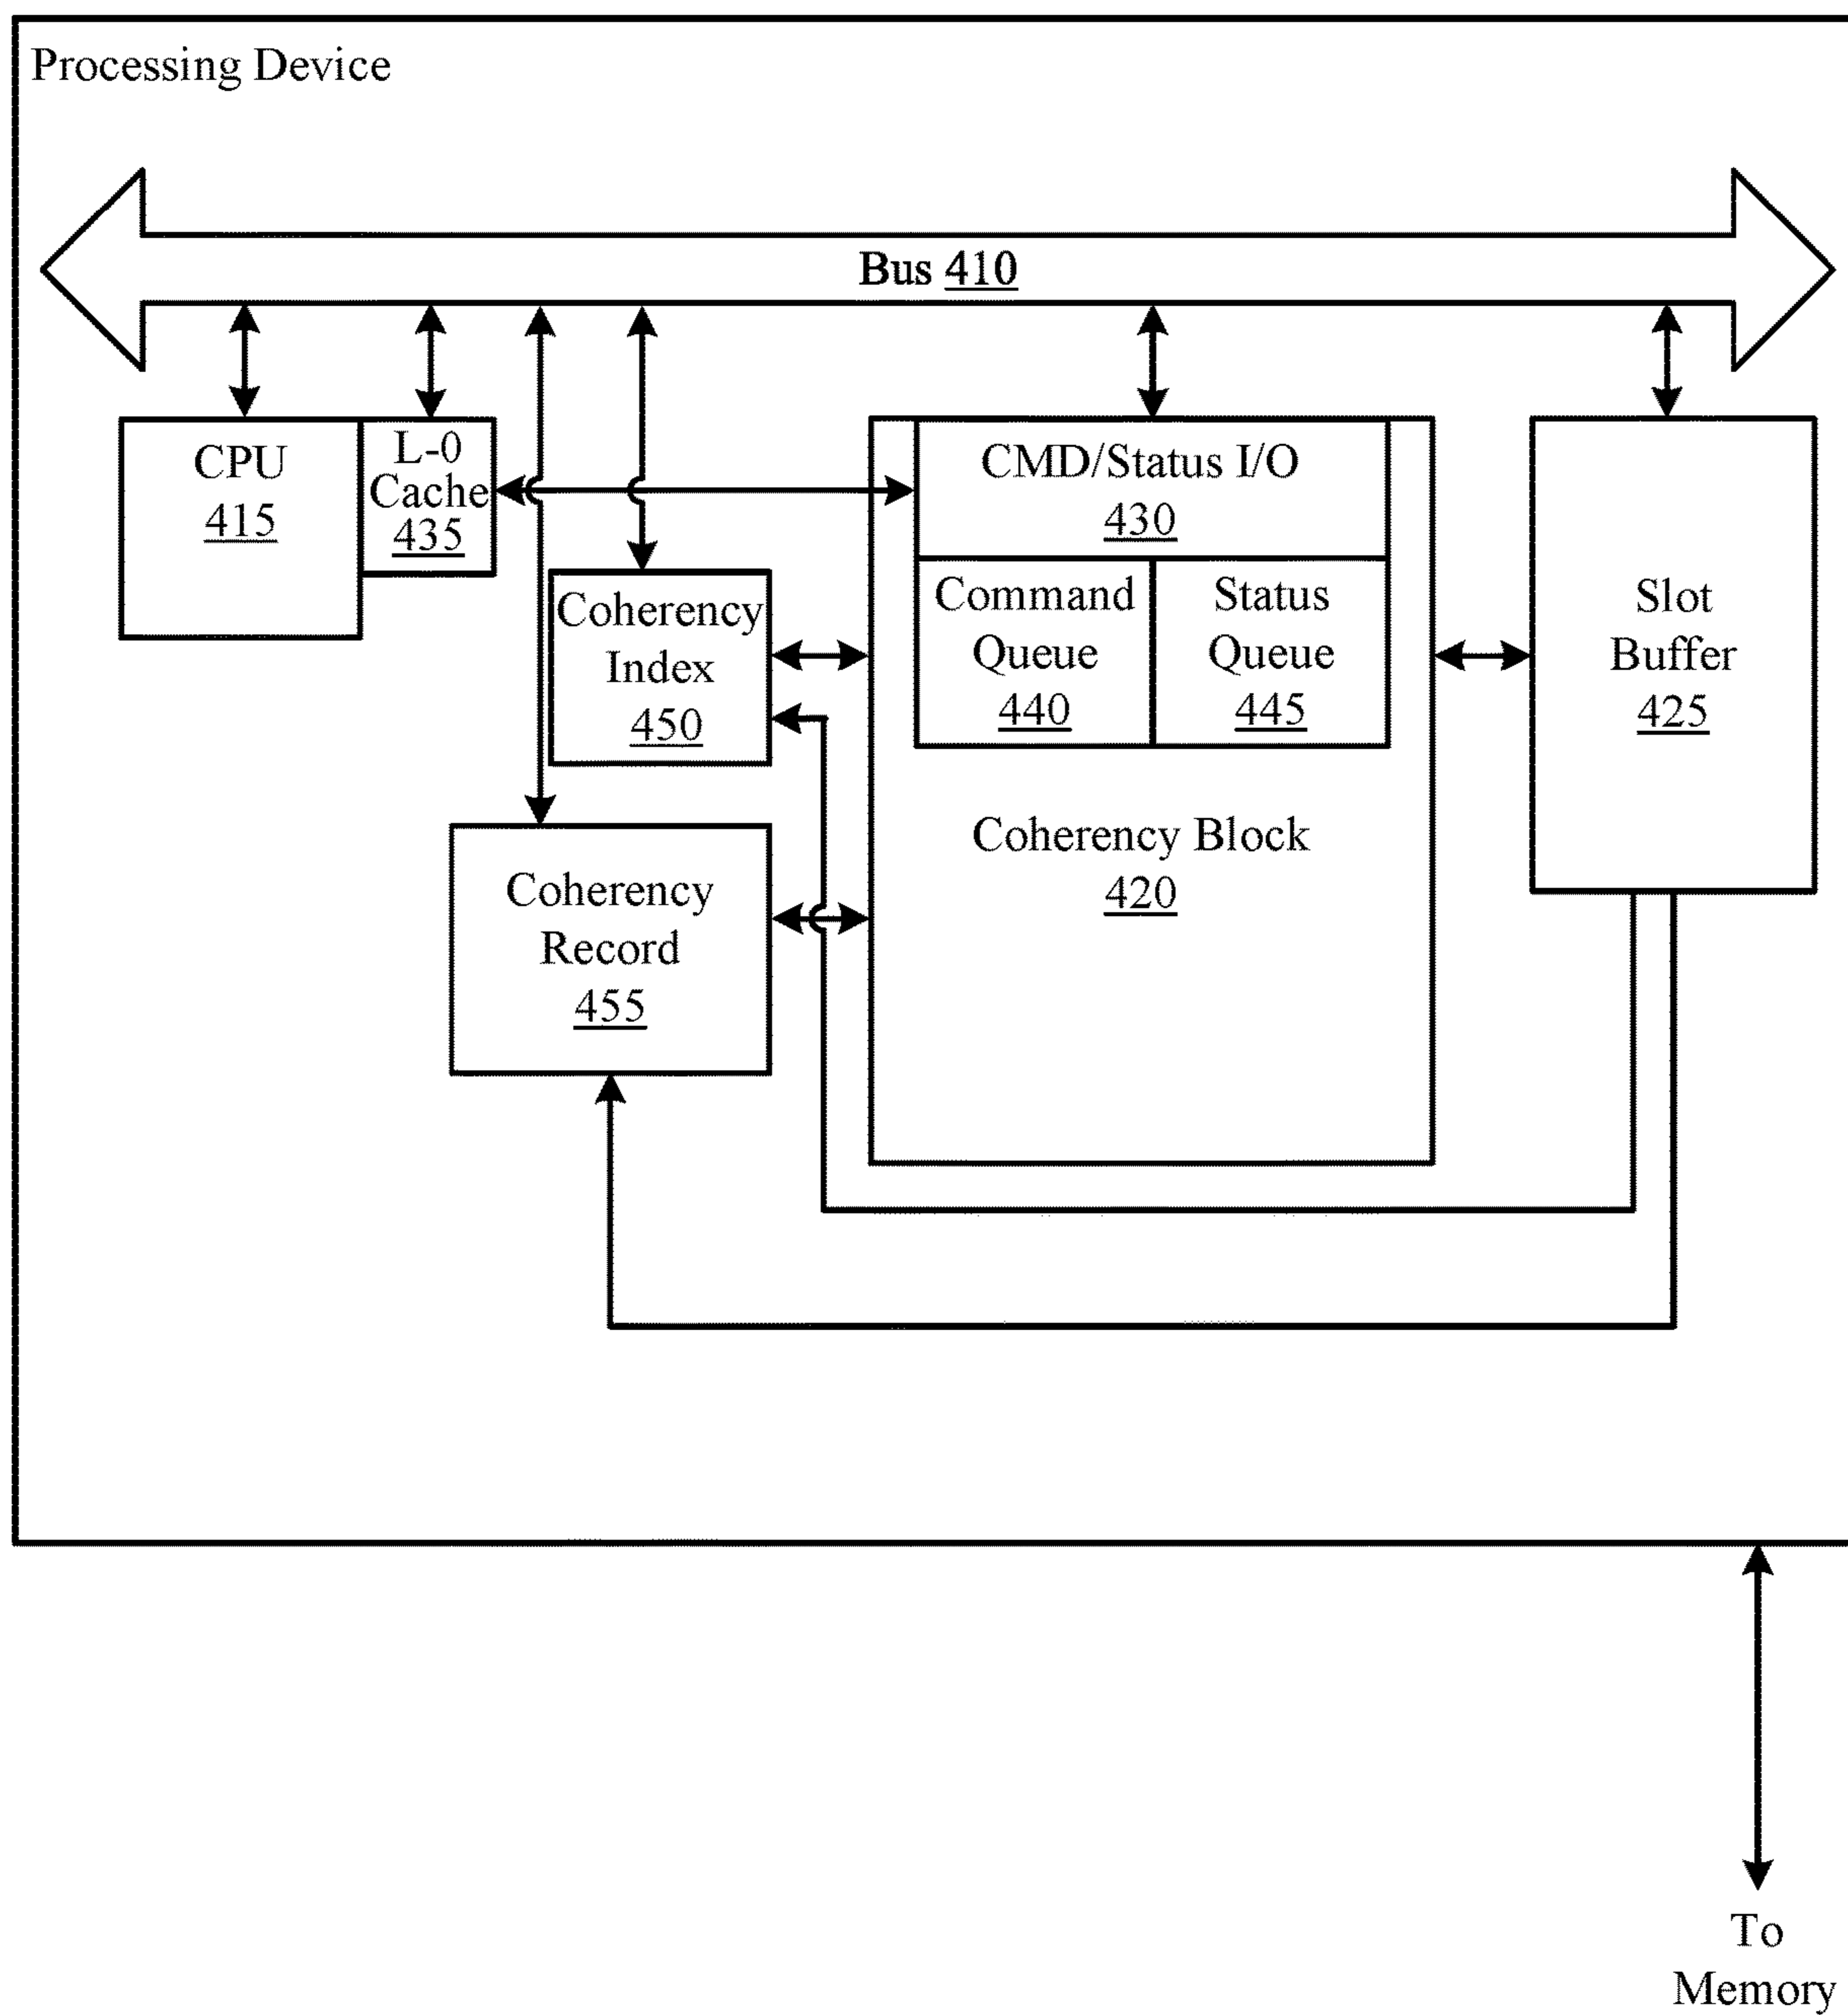 Processing Device
Bus 410
CPU
415
L-0
Cache
435
CMD/Status I/O
430
Command
Queue
440
Status
Queue
445
Slot
Buffer
425
Coherency
Index
450
Coherency Block
420
Coherency
Record
455
To
Memory